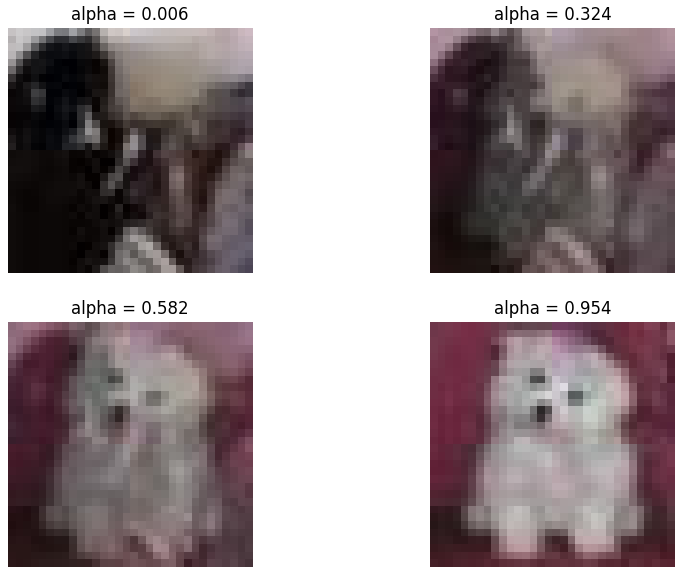 alpha = 0.006
alpha = 0.324
alpha = 0.582
alpha = 0.954